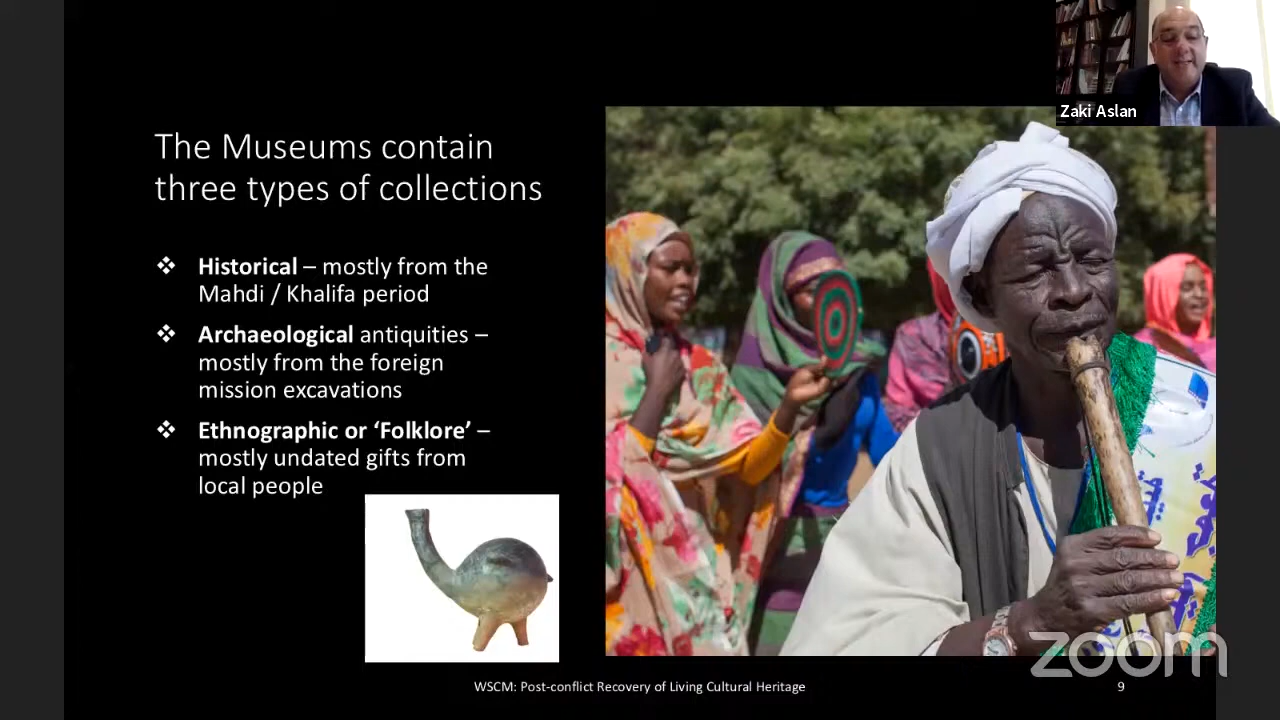 Zaki Aslan
The Museums contain
three types of collections
❖ Historical – mostly from the
Mahdi / Khalifa period
❖ Archaeological antiquities –
mostly from the foreign
mission excavations
❖ Ethnographic or ‘Folklore’ –
mostly undated gifts from
local people
WSCM: Post-conflict Recovery of Living Cultural Heritage
9
zoom